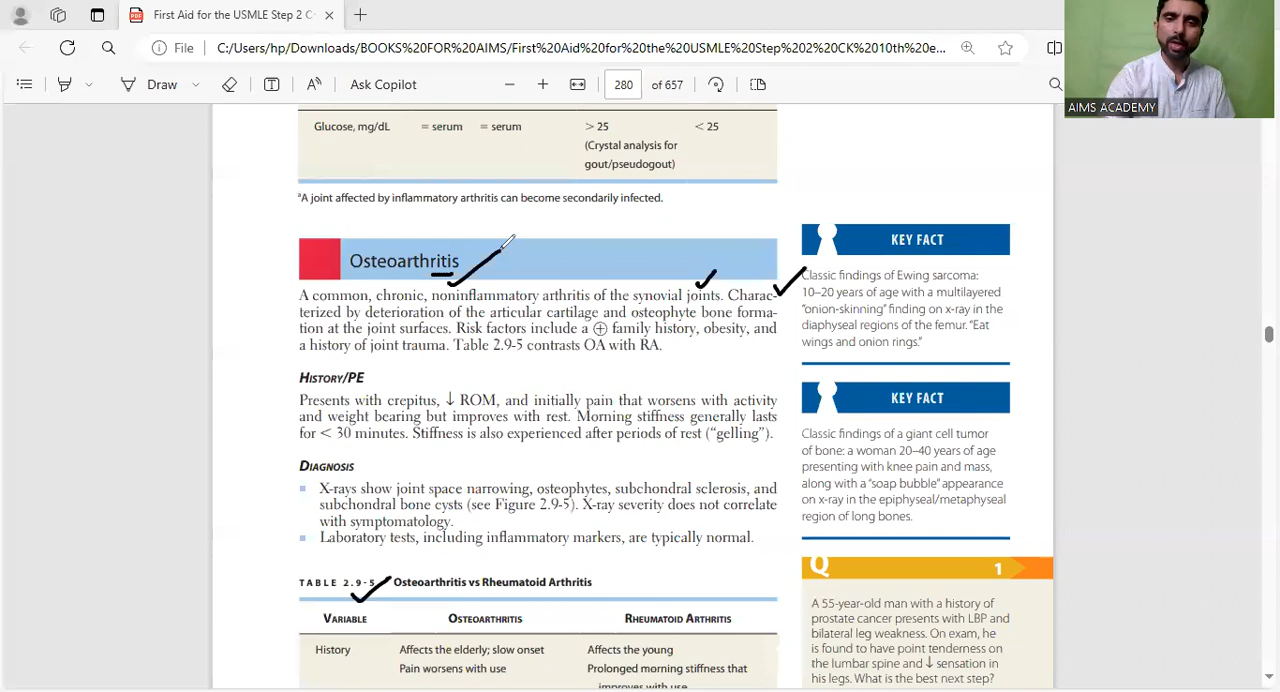 First Aid for the USMLE Step 2 C
File
C:/Users/hp/Downloads/BOOKS%20FOR%20AIMS/First%20Aid%20for%20the%20USMLE%20Step%202%20CK%2010th%20e...
Draw
Ask Copilot
280 of 657
AIMS ACADEMY
Glucose, mg/dL = serum = serum > 25 < 25
(Crystal analysis for
gout/pseudogout)
aA joint affected by inflammatory arthritis can become secondarily infected.
Osteoarthritis
A common, chronic, noninflammatory arthritis of the synovial joints. Charac-
terized by deterioration of the articular cartilage and osteophyte bone forma-
tion at the joint surfaces. Risk factors include a ⊕ family history, obesity, and
a history of joint trauma. Table 2.9-5 contrasts OA with RA.
HISTORY/PE
Presents with crepitus, ↓ ROM, and initially pain that worsens with activity
and weight bearing but improves with rest. Morning stiffness generally lasts
for < 30 minutes. Stiffness is also experienced after periods of rest (“gelling”).
DIAGNOSIS
X-rays show joint space narrowing, osteophytes, subchondral sclerosis, and
subchondral bone cysts (see Figure 2.9-5). X-ray severity does not correlate
with symptomatology.
Laboratory tests, including inflammatory markers, are typically normal.
TABLE 2.9-5 Osteoarthritis vs Rheumatoid Arthritis
VARIABLE OSTEOARTHRITIS RHEUMATOID ARTHRITIS
History Affects the elderly; slow onset Affects the young
Pain worsens with use Prolonged morning stiffness that
improves with use
KEY FACT
Classic findings of Ewing sarcoma:
10–20 years of age with a multilayered
“onion-skinning” finding on x-ray in the
diaphyseal regions of the femur. “Eat
wings and onion rings.”
KEY FACT
Classic findings of a giant cell tumor
of bone: a woman 20–40 years of age
presenting with knee pain and mass,
along with a “soap bubble” appearance
on x-ray in the epiphyseal/metaphyseal
region of long bones.
Q 1
A 55-year-old man with a history of
prostate cancer presents with LBP and
bilateral leg weakness. On exam, he
is found to have point tenderness on
the lumbar spine and ↓ sensation in
his legs. What is the best next step?